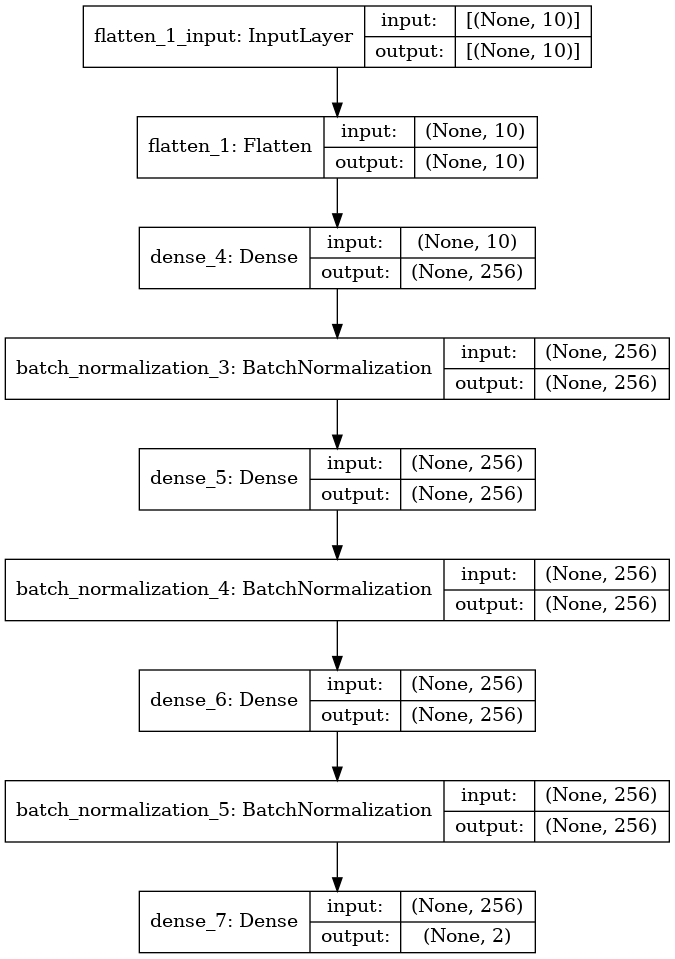 flatten_1_input: InputLayer
input: [(None, 10)]
output: [(None, 10)]
flatten_1: Flatten
input: (None, 10)
output: (None, 10)
dense_4: Dense
input: (None, 10)
output: (None, 256)
batch_normalization_3: BatchNormalization
input: (None, 256)
output: (None, 256)
dense_5: Dense
input: (None, 256)
output: (None, 256)
batch_normalization_4: BatchNormalization
input: (None, 256)
output: (None, 256)
dense_6: Dense
input: (None, 256)
output: (None, 256)
batch_normalization_5: BatchNormalization
input: (None, 256)
output: (None, 256)
dense_7: Dense
input: (None, 256)
output: (None, 2)